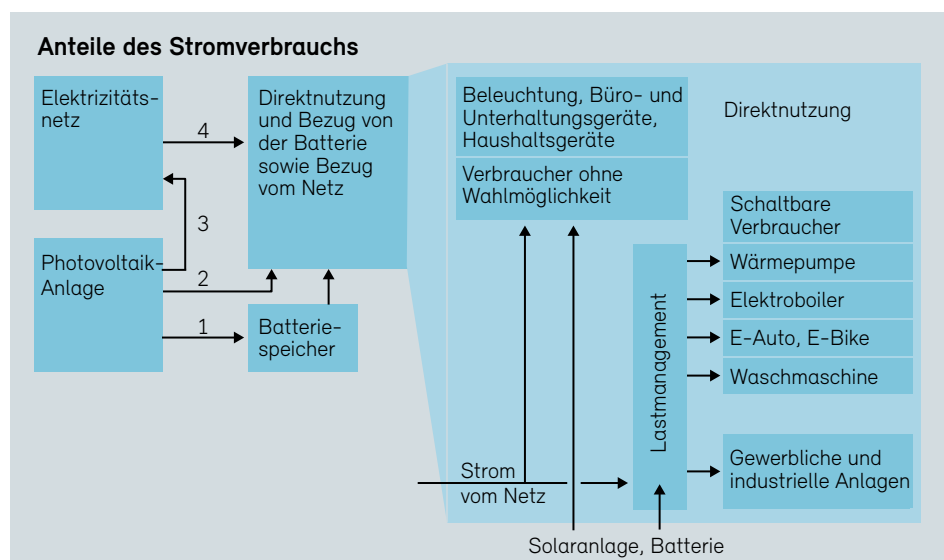 Anteile des Stromverbrauchs
Elektrizitäts-
netz
4
Direktnutzung
und Bezug von
der Batterie
sowie Bezug
vom Netz
3
Photovoltaik-
Anlage
2
1
Batterie-
speicher
Beleuchtung, Büro- und
Unterhaltungsgeräte,
Haushaltsgeräte
Verbraucher ohne
Wahlmöglichkeit
Direktnutzung
Schaltbare
Verbraucher
Wärmepumpe
Elektroboiler
E-Auto, E-Bike
Waschmaschine
Lastmanagement
Gewerbliche und
industrielle Anlagen
Strom
vom Netz
Solaranlage, Batterie